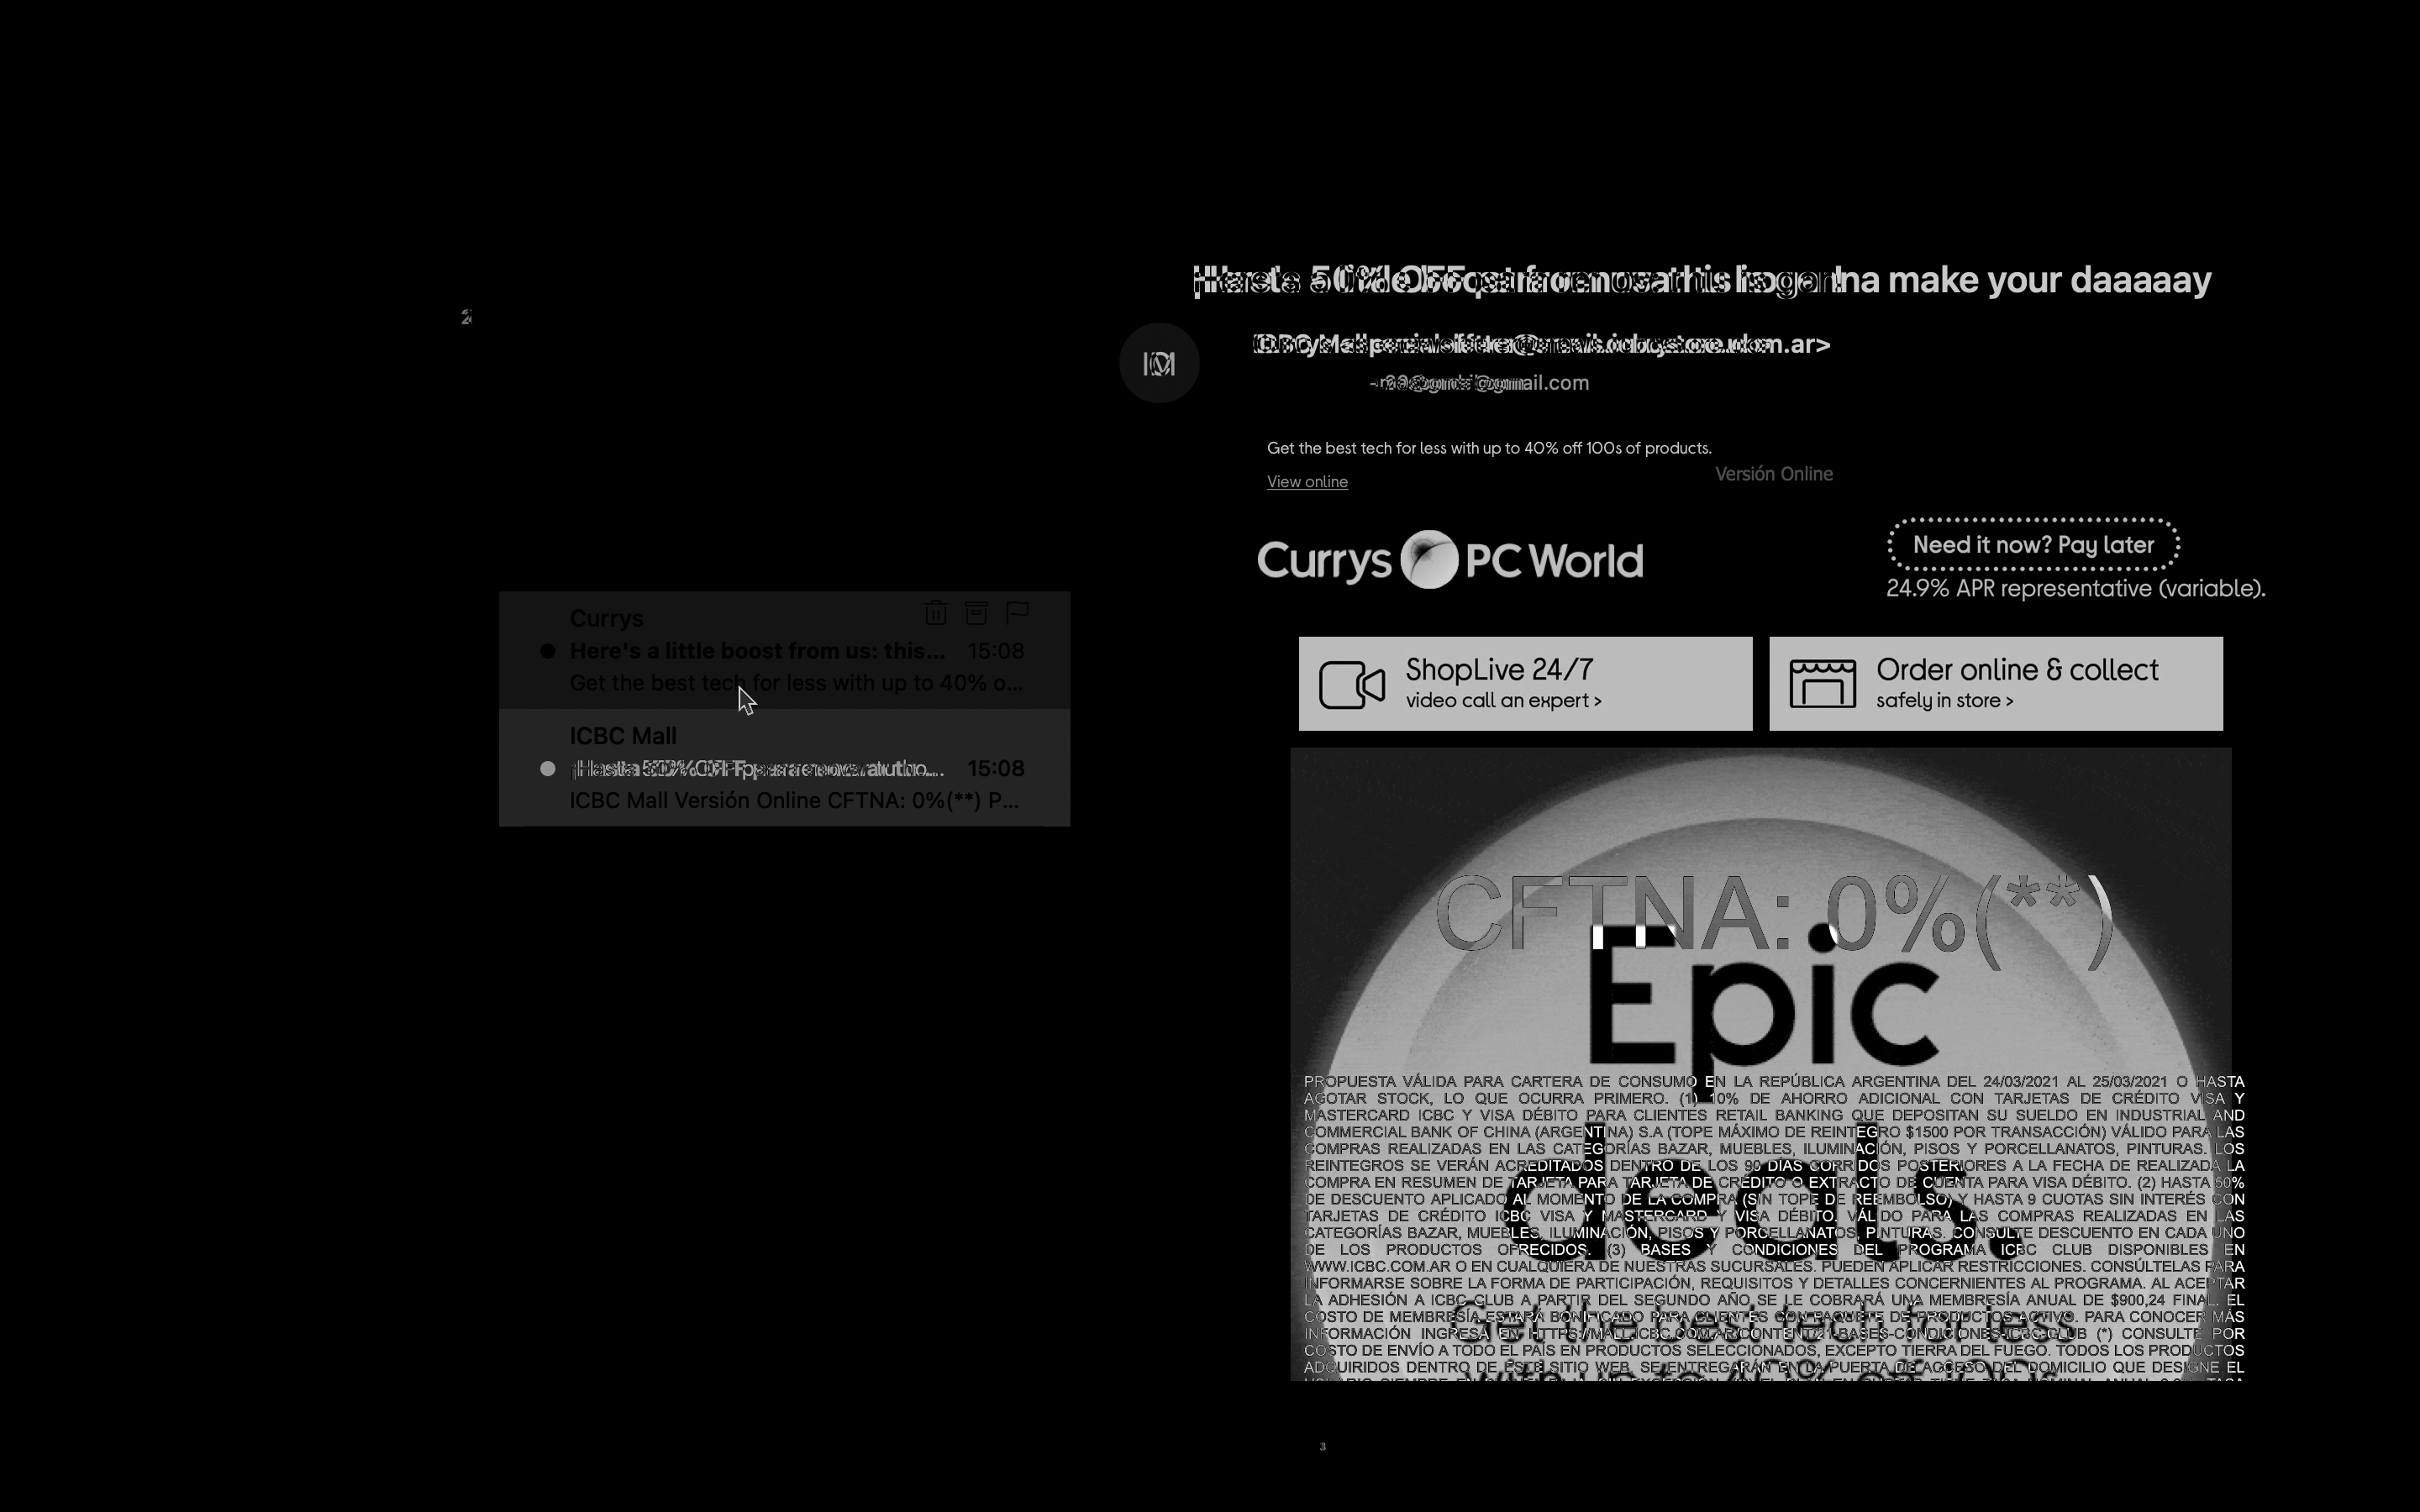 Currys
Here's a little boost from us: this... 15:08
Get the best tech for less with up to 40% o...
ICBC Mall
15:08
ICBC Mall Versión Online CFTNA: 0%(**) P...
make your daaaaay
Get the best tech for less with up to 40% off 100s of products.
Versión Online
View online
Currys PC World
Need it now? Pay later
24.9% APR representative (variable).
ShopLive 24/7
video call an expert >
Order online & collect
safely in store >
CFTNA: 0%(**)
Epic
deals.
PROPUESTA VÁLIDA PARA CARTERA DE CONSUMO EN LA REPÚBLICA ARGENTINA DEL 24/03/2021 AL 25/03/2021 O HASTA
AGOTAR STOCK, LO QUE OCURRA PRIMERO. (1) 10% DE AHORRO ADICIONAL CON TARJETAS DE CRÉDITO VISA Y
MASTERCARD ICBC Y VISA DÉBITO PARA CLIENTES RETAIL BANKING QUE DEPOSITAN SU SUELDO EN INDUSTRIAL AND
COMMERCIAL BANK OF CHINA (ARGENTINA) S.A (TOPE MÁXIMO DE REINTEGRO $1500 POR TRANSACCIÓN) VÁLIDO PARA LAS
COMPRAS REALIZADAS EN LAS CATEGORÍAS BAZAR, MUEBLES, ILUMINACIÓN, PISOS Y PORCELLANATOS, PINTURAS. LOS
REINTEGROS SE VERÁN ACREDITADOS DENTRO DE LOS 90 DÍAS CORRIDOS POSTERIORES A LA FECHA DE REALIZADA LA
COMPRA EN RESUMEN DE TARJETA PARA TARJETA DE CRÉDITO O EXTRACTO DE CUENTA PARA VISA DÉBITO. (2) HASTA 50%
DE DESCUENTO APLICADO AL MOMENTO DE LA COMPRA (SIN TOPE DE REEMBOLSO) Y HASTA 9 CUOTAS SIN INTERÉS CON
TARJETAS DE CRÉDITO ICBC VISA Y MASTERCARD Y VISA DÉBITO. VÁLIDO PARA LAS COMPRAS REALIZADAS EN LAS
CATEGORÍAS BAZAR, MUEBLES, ILUMINACIÓN, PISOS Y PORCELLANATOS, PINTURAS. CONSULTE DESCUENTO EN CADA UNO
DE LOS PRODUCTOS OFRECIDOS. (3) BASES Y CONDICIONES DEL PROGRAMA ICBC CLUB DISPONIBLES EN
WWW.ICBC.COM.AR O EN CUALQUIERA DE NUESTRAS SUCURSALES. PUEDEN APLICAR RESTRICCIONES. CONSÚLTELAS PARA
INFORMARSE SOBRE LA FORMA DE PARTICIPACIÓN, REQUISITOS Y DETALLES CONCERNIENTES AL PROGRAMA. AL ACEPTAR
LA ADHESIÓN A ICBC CLUB A PARTIR DEL SEGUNDO AÑO SE LE COBRARÁ UNA MEMBRESÍA ANUAL DE $900,24 FINAL. EL
COSTO DE MEMBRESÍA ESTARÁ BONIFICADO PARA CLIENTES CON PAQUETE DE PRODUCTOS ACTIVO. PARA CONOCER MÁS
INFORMACIÓN INGRESÁ EN HTTPS://MALL.ICBC.COM.AR/CONTENT/21-BASES-CONDICIONES-ICBC-CLUB (*) CONSULTE POR
COSTO DE ENVÍO A TODO EL PAÍS EN PRODUCTOS SELECCIONADOS, EXCEPTO TIERRA DEL FUEGO. TODOS LOS PRODUCTOS
ADQUIRIDOS DENTRO DE ESTE SITIO WEB, SE ENTREGARÁN EN LA PUERTA DE ACCESO DEL DOMICILIO QUE DESIGNE EL
Get the best tech for less
with up to 40% off 100s